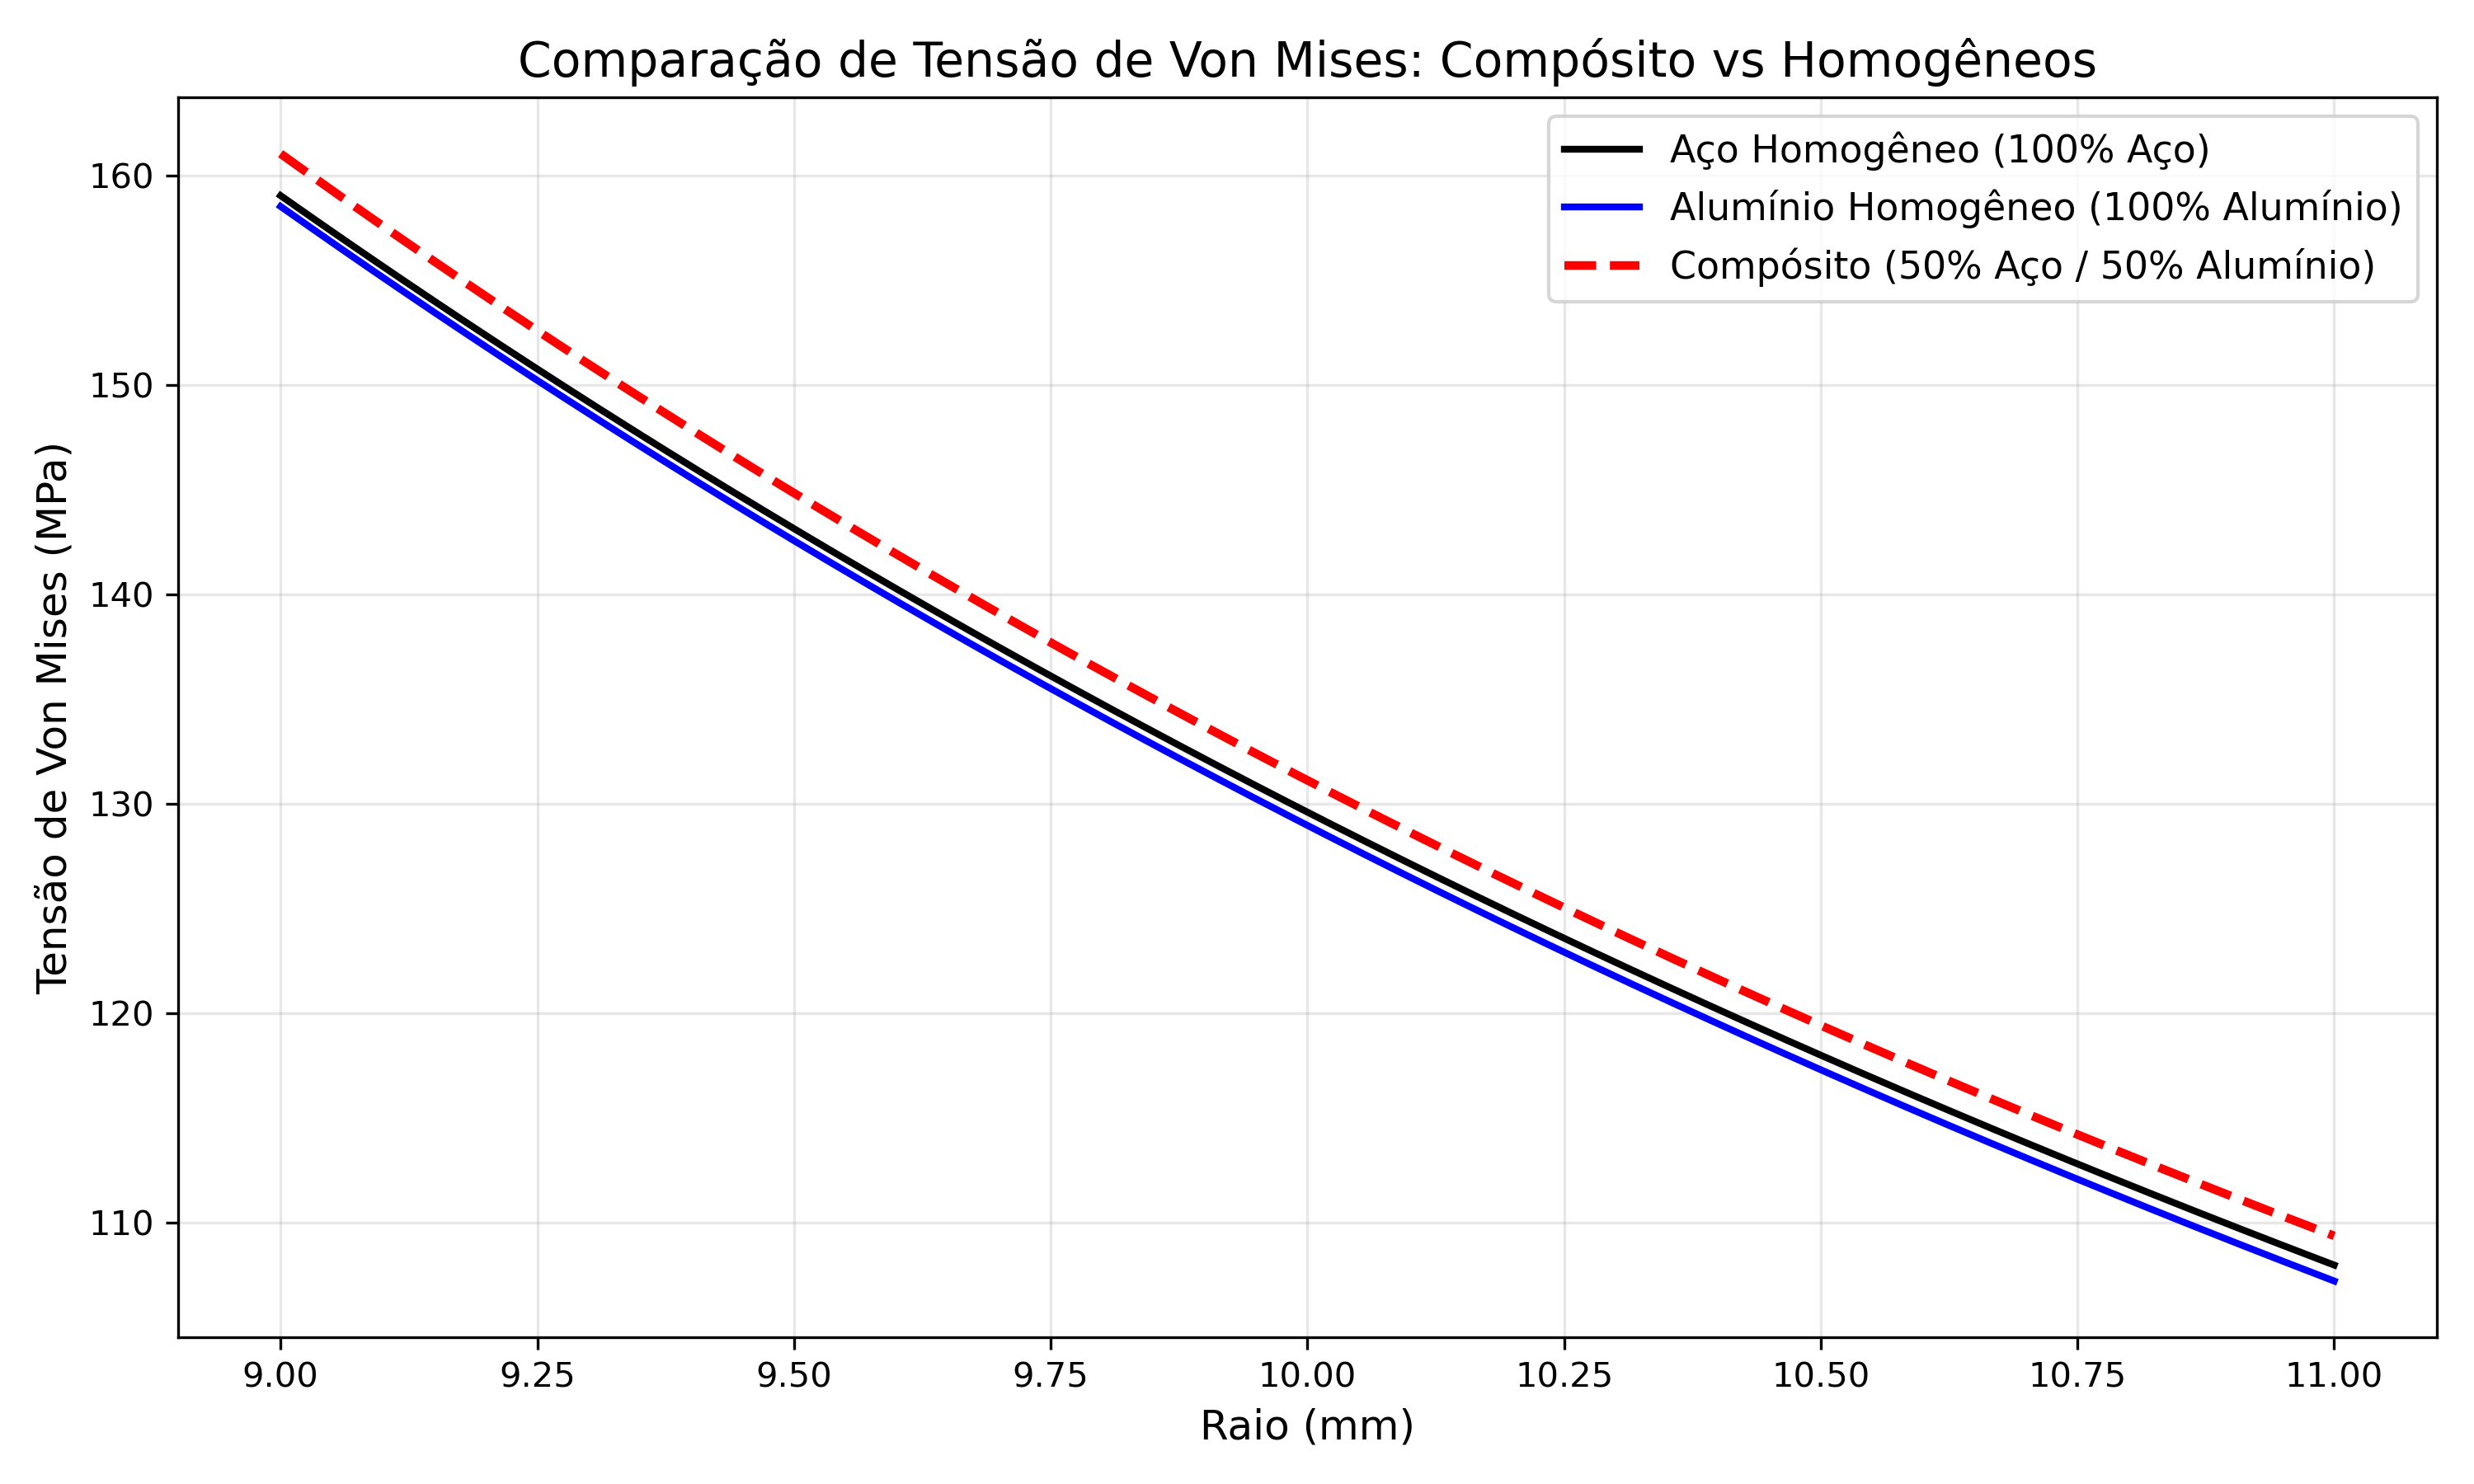 Comparação de Tensão de Von Mises: Compósito vs Homogêneos
Aço Homogêneo (100% Aço)
Alumínio Homogêneo (100% Alumínio)
Compósito (50% Aço / 50% Alumínio)
Tensão de Von Mises (MPa)
160
150
140
130
120
110
9.00 9.25 9.50 9.75 10.00 10.25 10.50 10.75 11.00
Raio (mm)